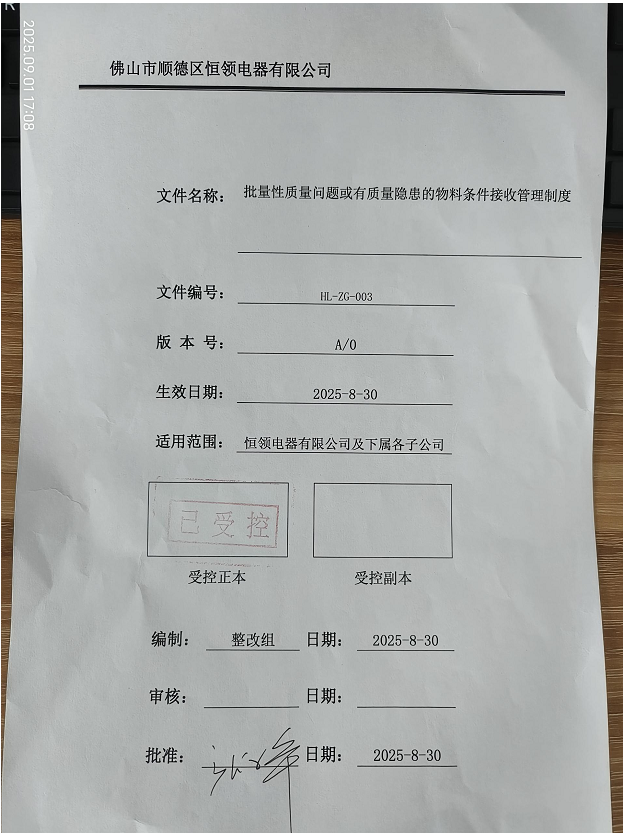 2025.09.01 17:08
佛山市顺德区恒领电器有限公司
文件名称： 批量性质量问题或有质量隐患的物料条件接收管理制度
文件编号： HL-ZG-003
版 本 号： A/0
生效日期： 2025-8-30
适用范围： 恒领电器有限公司及下属各子公司
已受控
受控正本 受控副本
编制： 整改组 日期： 2025-8-30
审核： 日期：
批准： 日期： 2025-8-30